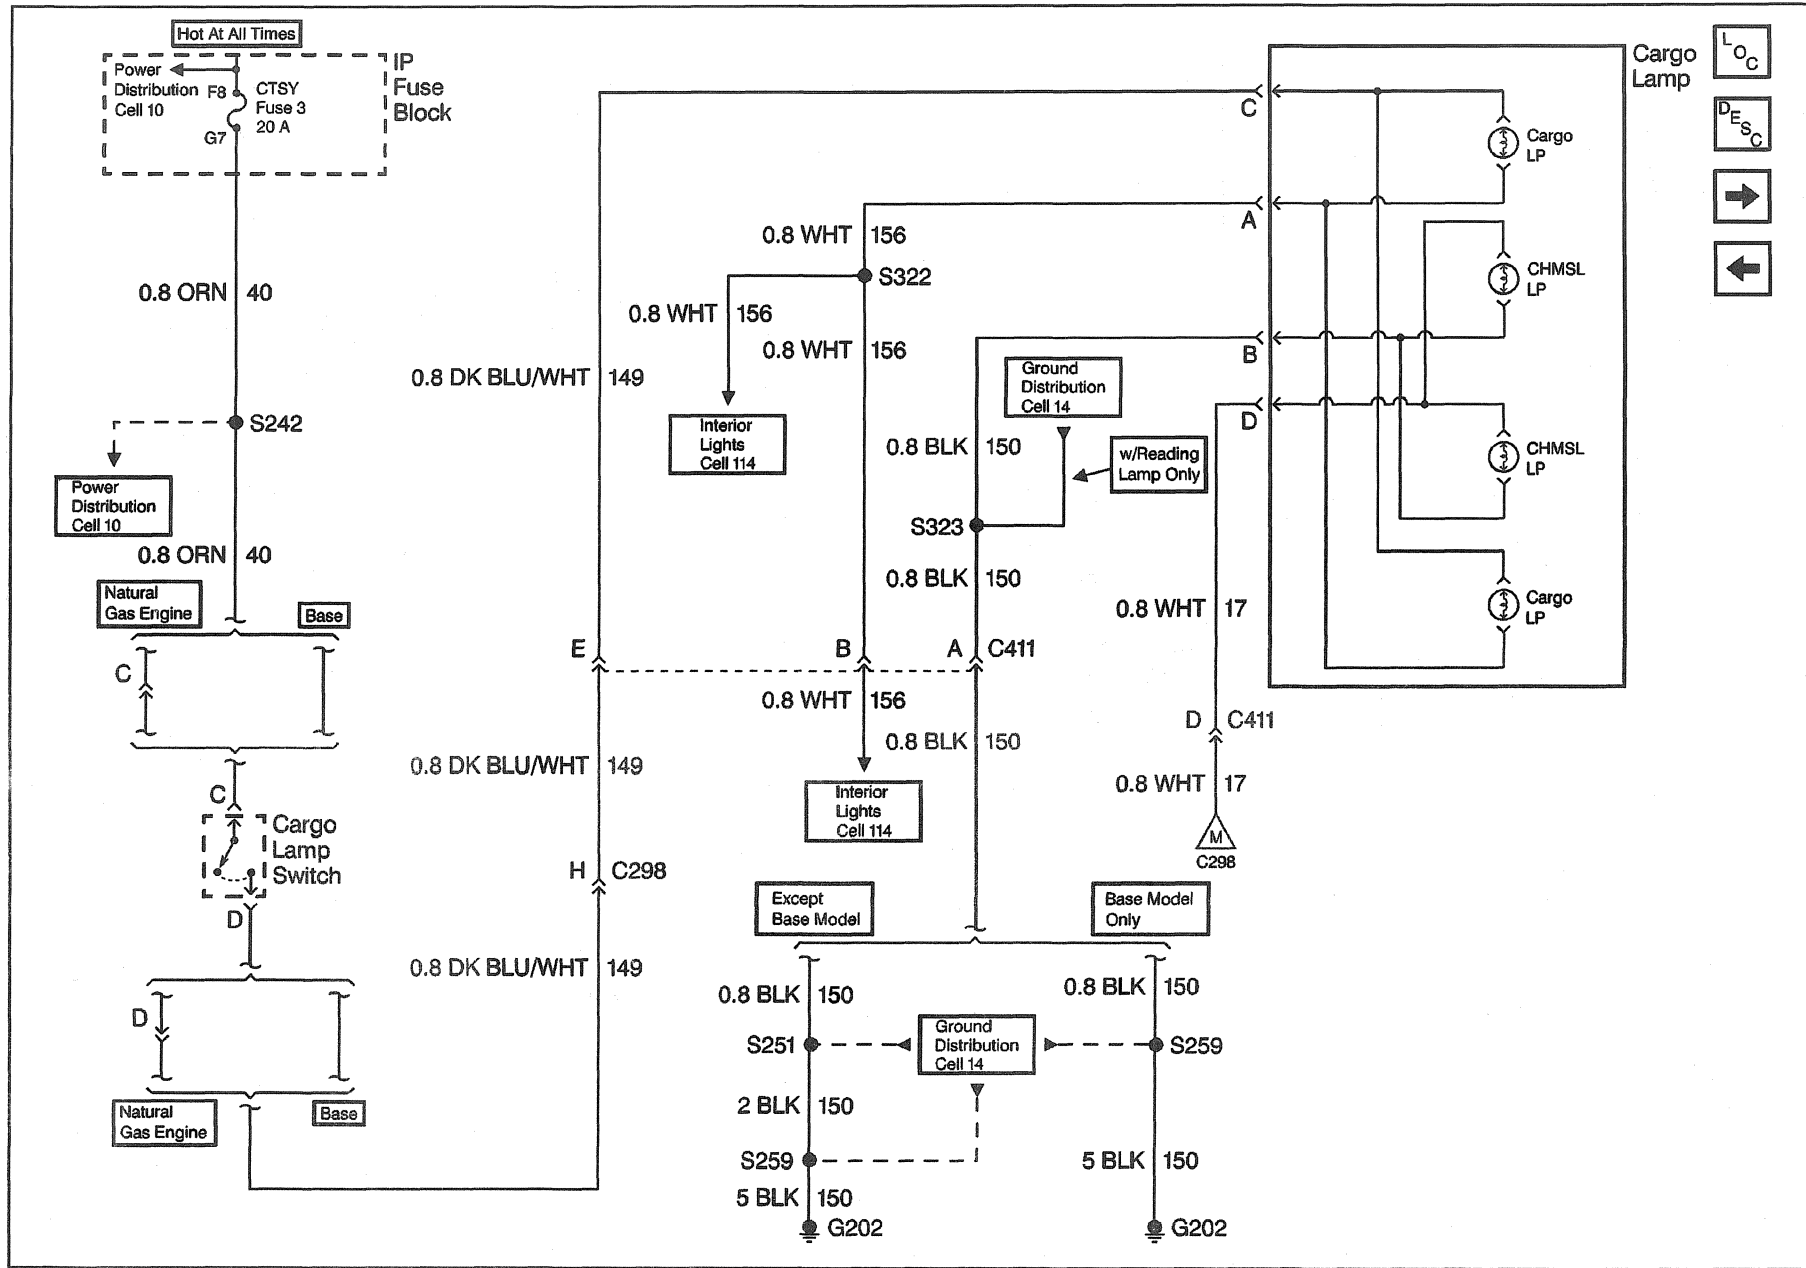 Hot At All Times
Power
Distribution
Cell 10
F8
G7
CTSY
Fuse 3
20 A
IP
Fuse
Block
0.8 ORN 40
S242
Power
Distribution
Cell 10
0.8 ORN 40
Natural
Gas Engine
Base
C
C
Cargo
Lamp
Switch
D
D
Natural
Gas Engine
Base
0.8 DK BLU/WHT 149
E
0.8 DK BLU/WHT 149
H C298
0.8 DK BLU/WHT 149
0.8 WHT 156
S322
0.8 WHT 156
0.8 WHT 156
Interior
Lights
Cell 114
B
0.8 WHT 156
Interior
Lights
Cell 114
Ground
Distribution
Cell 14
0.8 BLK 150
w/Reading
Lamp Only
S323
0.8 BLK 150
A C411
0.8 BLK 150
Except
Base Model
Base Model
Only
0.8 BLK 150
S251
2 BLK 150
S259
5 BLK 150
G202
Ground
Distribution
Cell 14
0.8 BLK 150
S259
5 BLK 150
G202
C
A
B
D
0.8 WHT 17
D C411
0.8 WHT 17
M
C298
Cargo
Lamp
Cargo
LP
CHMSL
LP
CHMSL
LP
Cargo
LP
LOC
DESC